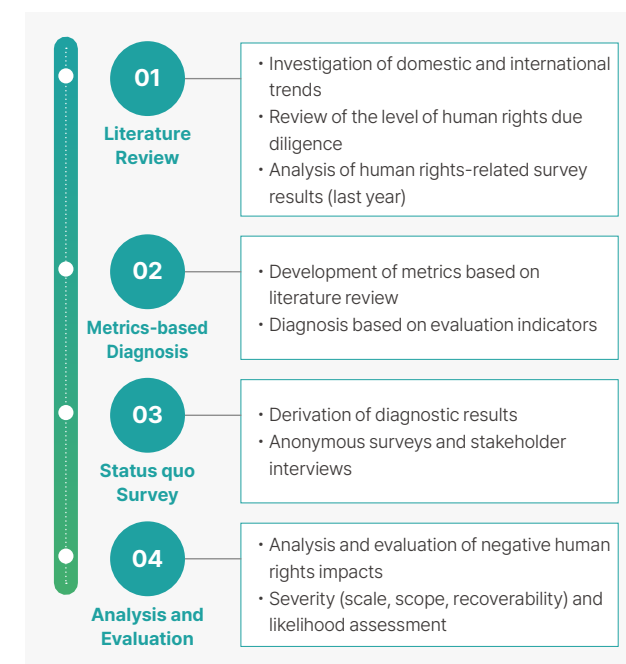 01
Literature
Review
· Investigation of domestic and international
trends
· Review of the level of human rights due
diligence
· Analysis of human rights-related survey
results (last year)
02
Metrics-based
Diagnosis
· Development of metrics based on
literature review
· Diagnosis based on evaluation indicators
03
Status quo
Survey
· Derivation of diagnostic results
· Anonymous surveys and stakeholder
interviews
04
Analysis and
Evaluation
· Analysis and evaluation of negative human
rights impacts
· Severity (scale, scope, recoverability) and
likelihood assessment